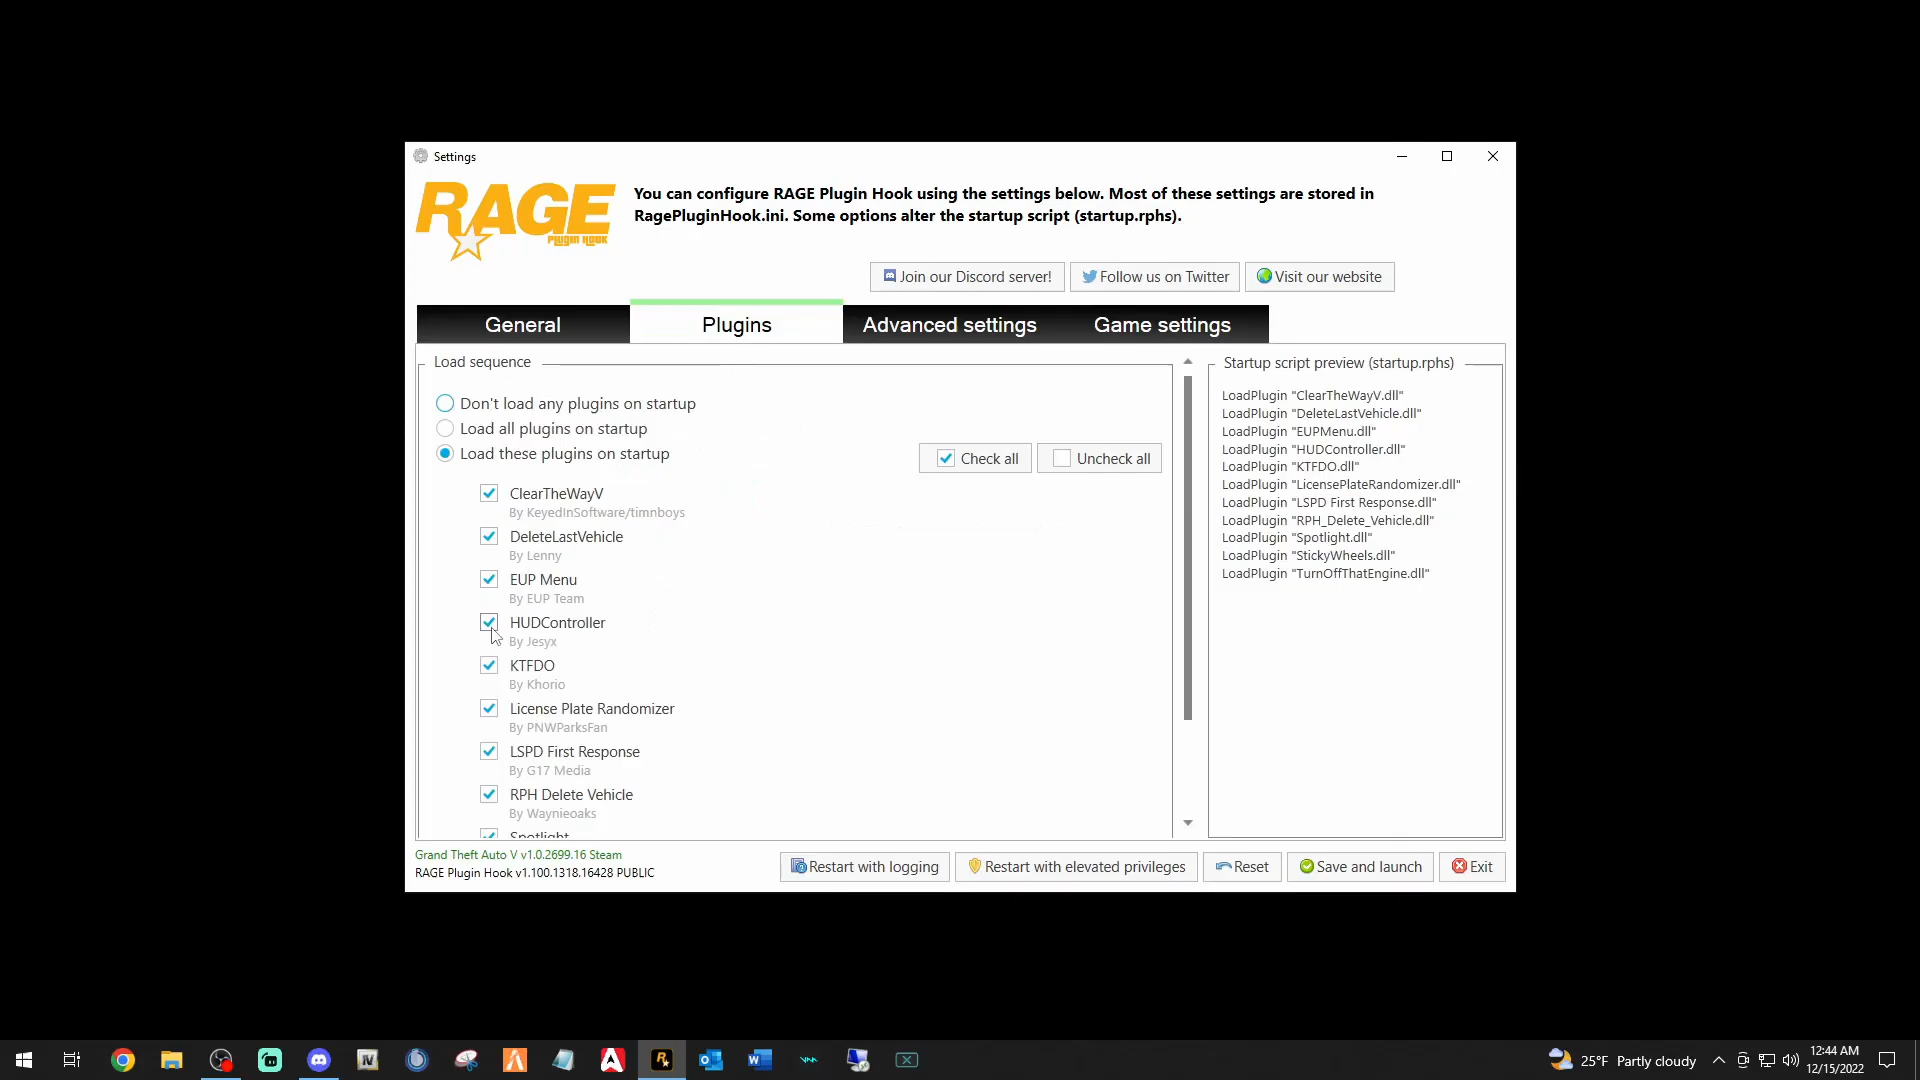 Settings
RAGE
PLUGIN HOOK
You can configure RAGE Plugin Hook using the settings below. Most of these settings are stored in
RagePluginHook.ini. Some options alter the startup script (startup.rphs).
Join our Discord server!
Follow us on Twitter
Visit our website
General
Plugins
Advanced settings
Game settings
Load sequence
Don't load any plugins on startup
Load all plugins on startup
Load these plugins on startup
Check all
Uncheck all
ClearTheWayV
By KeyedInSoftware/timnboys
DeleteLastVehicle
By Lenny
EUP Menu
By EUP Team
HUDController
By Jesyx
KTFDO
By Khorio
License Plate Randomizer
By PNWParksFan
LSPD First Response
By G17 Media
RPH Delete Vehicle
By Waynieoaks
Spotlight
Startup script preview (startup.rphs)
LoadPlugin "ClearTheWayV.dll"
LoadPlugin "DeleteLastVehicle.dll"
LoadPlugin "EUPMenu.dll"
LoadPlugin "HUDController.dll"
LoadPlugin "KTFDO.dll"
LoadPlugin "LicensePlateRandomizer.dll"
LoadPlugin "LSPD First Response.dll"
LoadPlugin "RPH_Delete_Vehicle.dll"
LoadPlugin "Spotlight.dll"
LoadPlugin "StickyWheels.dll"
LoadPlugin "TurnOffThatEngine.dll"
Grand Theft Auto V v1.0.2699.16 Steam
RAGE Plugin Hook v1.100.1318.16428 PUBLIC
Restart with logging
Restart with elevated privileges
Reset
Save and launch
Exit
25°F Partly cloudy
12:44 AM
12/15/2022